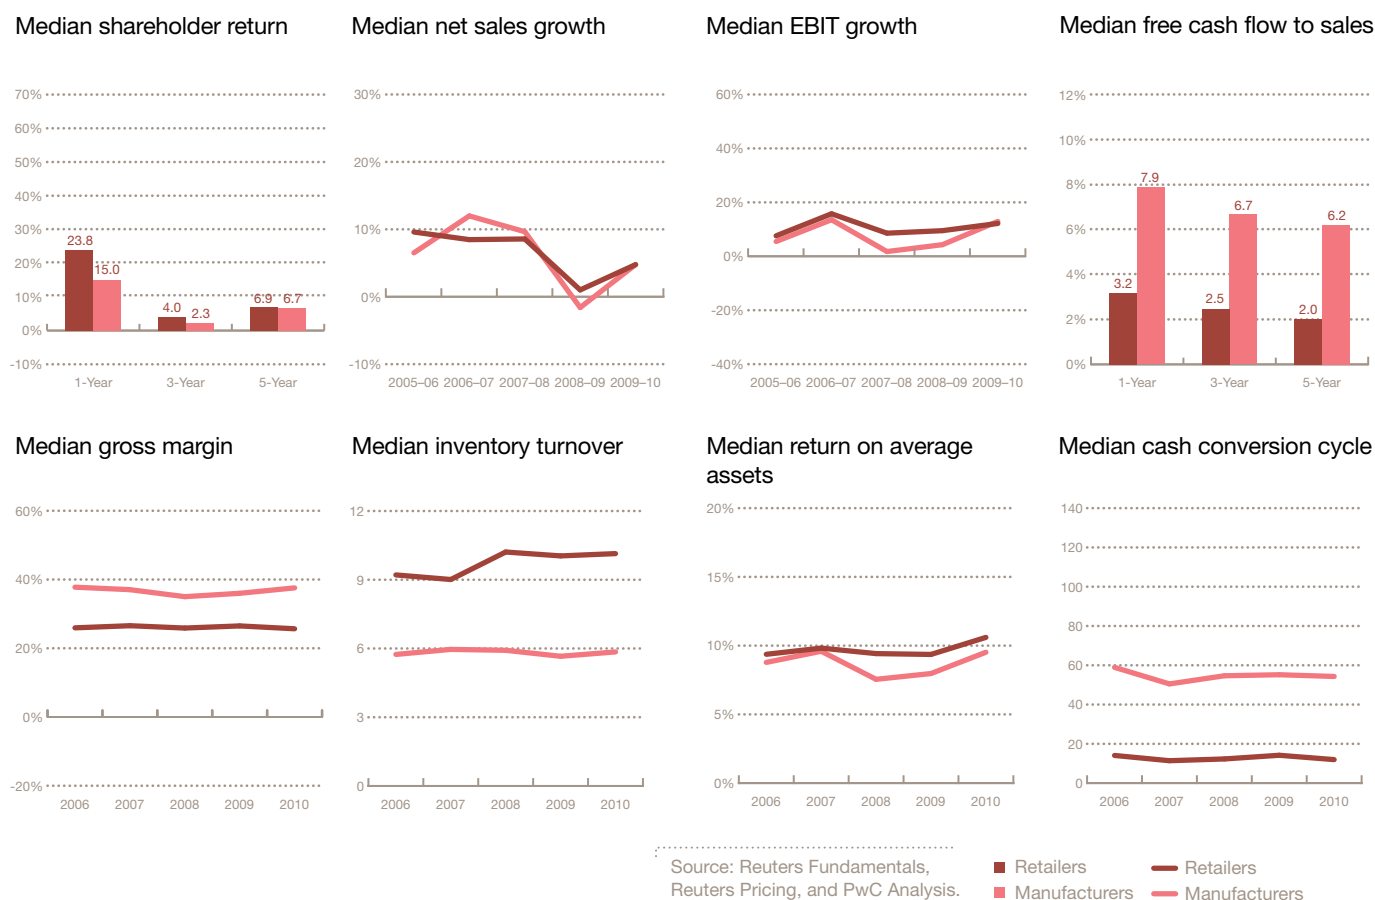 Median shareholder return
70%
60%
50%
40%
30%
20%
10%
0%
-10%
23.8
15.0
4.0
2.3
6.9
6.7
1-Year
3-Year
5-Year
Median net sales growth
30%
20%
10%
0%
-10%
2005–06 2006–07 2007–08 2008–09 2009–10
Median EBIT growth
60%
40%
20%
0%
-20%
-40%
2005–06 2006–07 2007–08 2008–09 2009–10
Median free cash flow to sales
12%
10%
8%
6%
4%
2%
0%
3.2
7.9
2.5
6.7
2.0
6.2
1-Year
3-Year
5-Year
Median gross margin
60%
40%
20%
0%
-20%
2006 2007 2008 2009 2010
Median inventory turnover
12
9
6
3
0
2006 2007 2008 2009 2010
Median return on average
assets
20%
15%
10%
5%
0%
2006 2007 2008 2009 2010
Median cash conversion cycle
140
120
100
80
60
40
20
0
2006 2007 2008 2009 2010
Source: Reuters Fundamentals,
Reuters Pricing, and PwC Analysis.
Retailers
Manufacturers
Retailers
Manufacturers